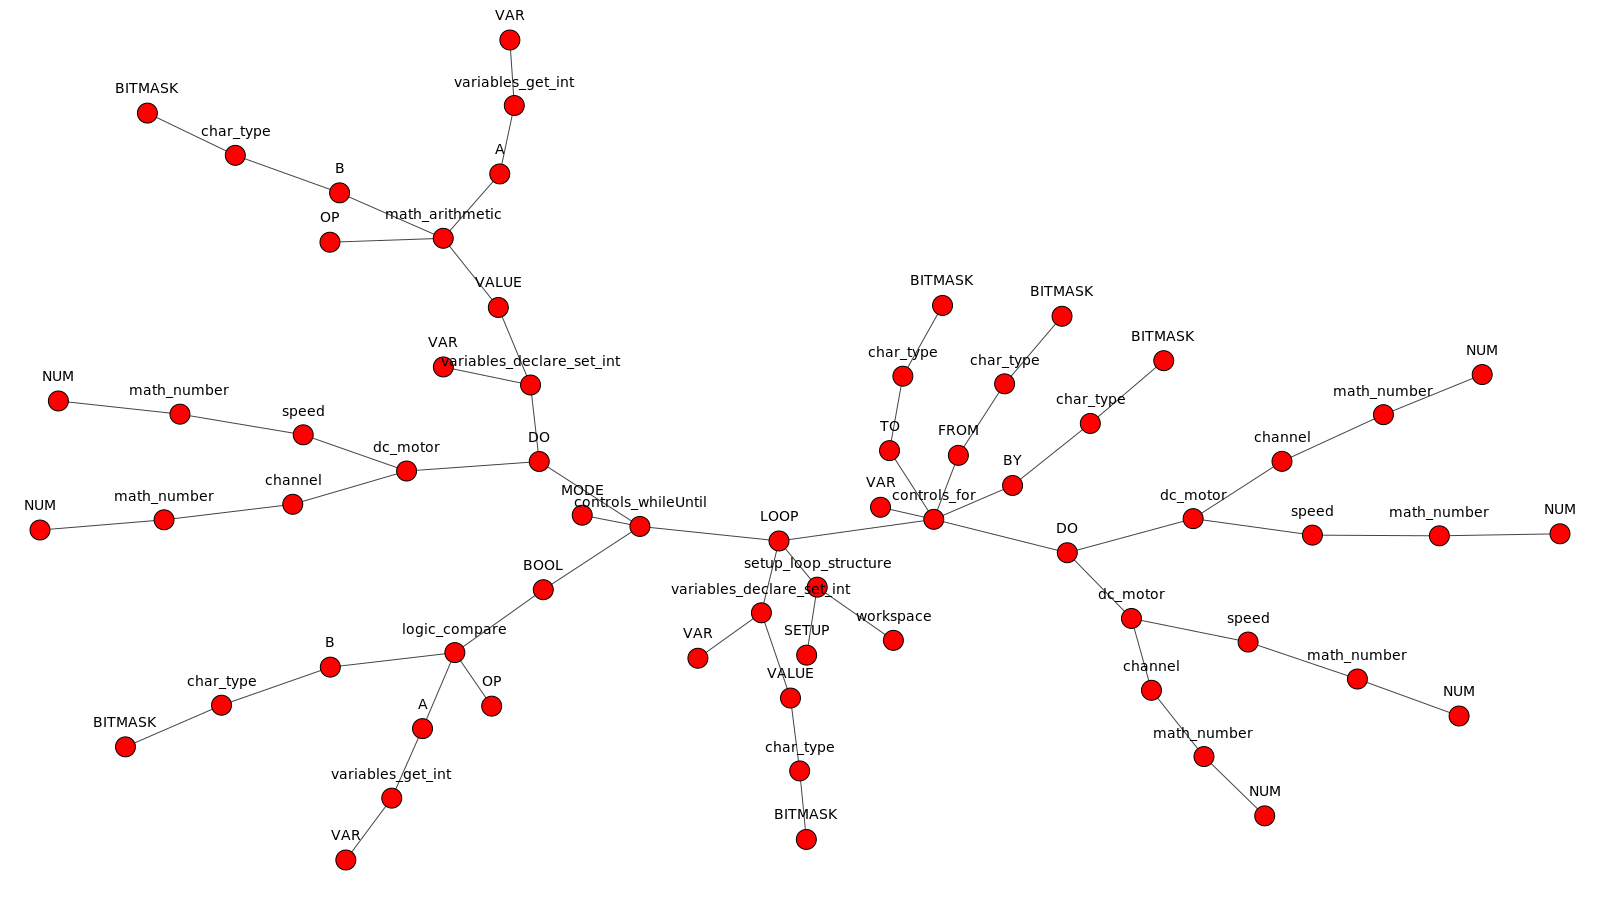 VAR
variables_get_int
BITMASK
char_type
A
B
math_arithmetic
OP
VALUE
BITMASK
BITMASK
BITMASK
VAR
char_type
variables_declare_set_int
char_type
NUM
NUM
math_number
math_number
char_type
speed
TO
FROM
DO
channel
dc_motor
BY
channel
VAR
MODE
controls_whileUntil
controls_for
dc_motor
math_number
NUM
LOOP
speed
math_number
NUM
DO
BOOL
setup_loop_structure
variables_declare_set_int
dc_motor
workspace
speed
logic_compare
VAR
SETUP
B
math_number
channel
VALUE
char_type
OP
NUM
A
BITMASK
math_number
char_type
variables_get_int
NUM
BITMASK
VAR